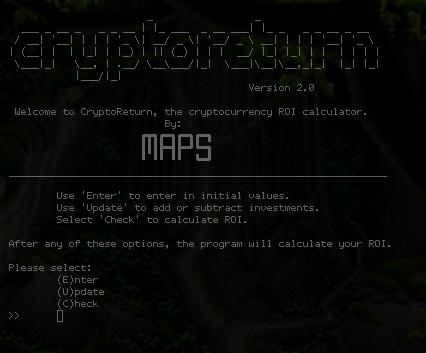 cryptoreturn
Version 2.0
Welcome to CryptoReturn, the cryptocurrency ROI calculator.
By:
MAPS
Use 'Enter' to enter in initial values.
Use 'Update' to add or subtract investments.
Select 'Check' to calculate ROI.
After any of these options, the program will calculate your ROI.
Please select:
(E)nter
(U)pdate
(C)heck
>>